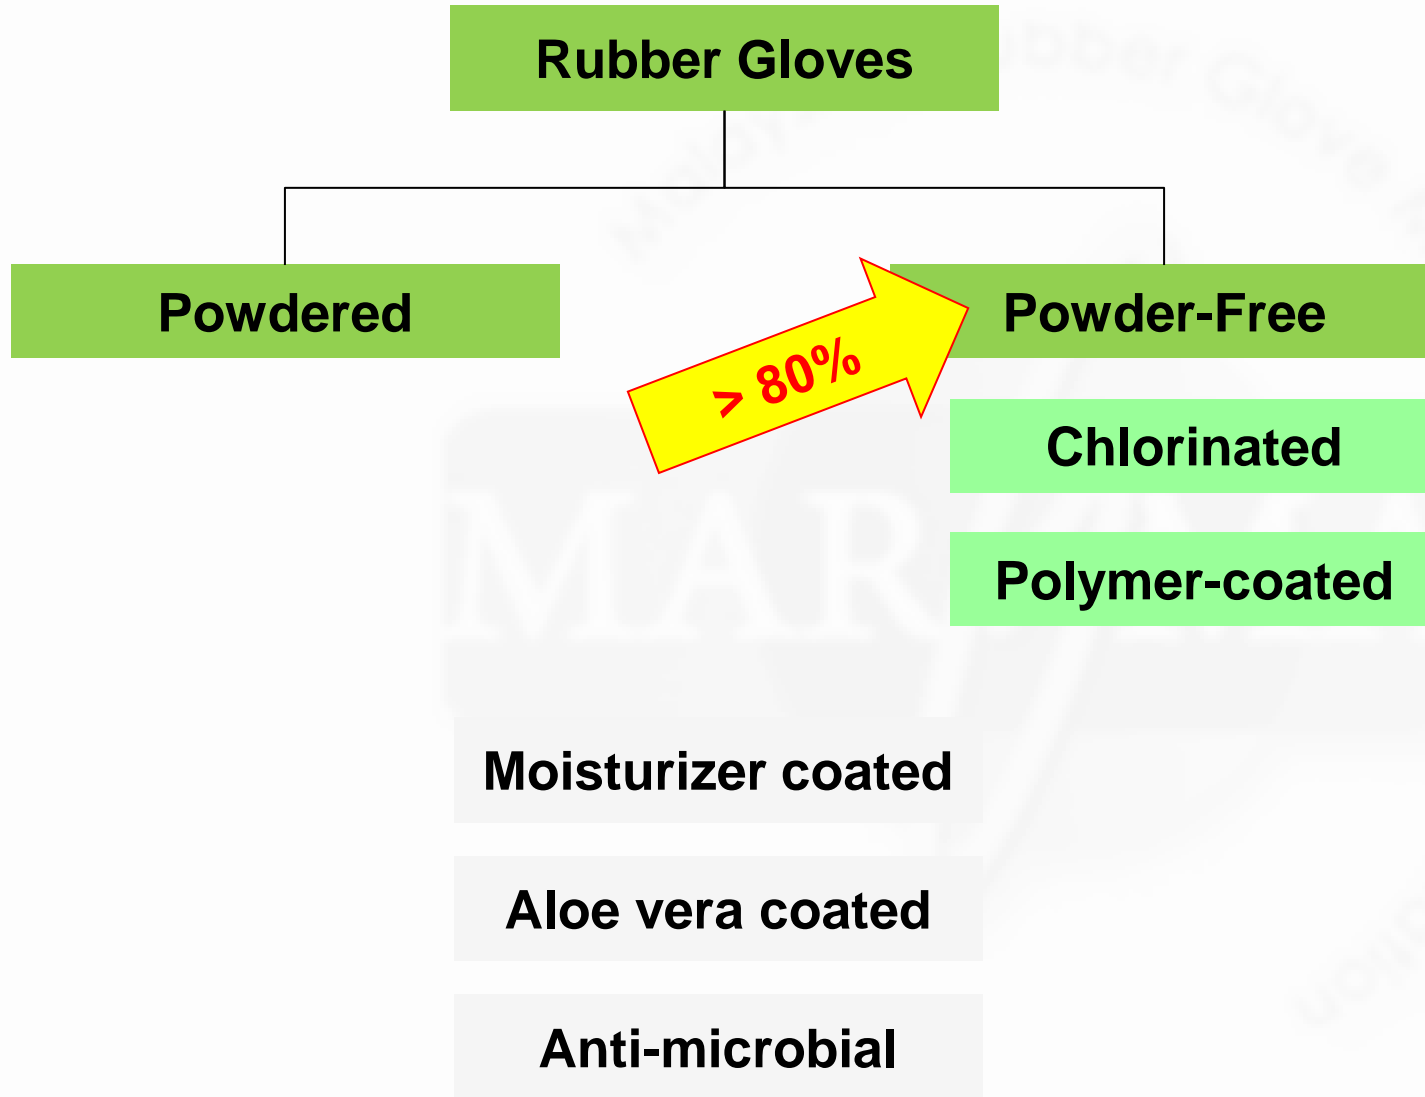 Rubber Gloves
Powdered
Powder-Free
> 80%
Chlorinated
Polymer-coated
Moisturizer coated
Aloe vera coated
Anti-microbial